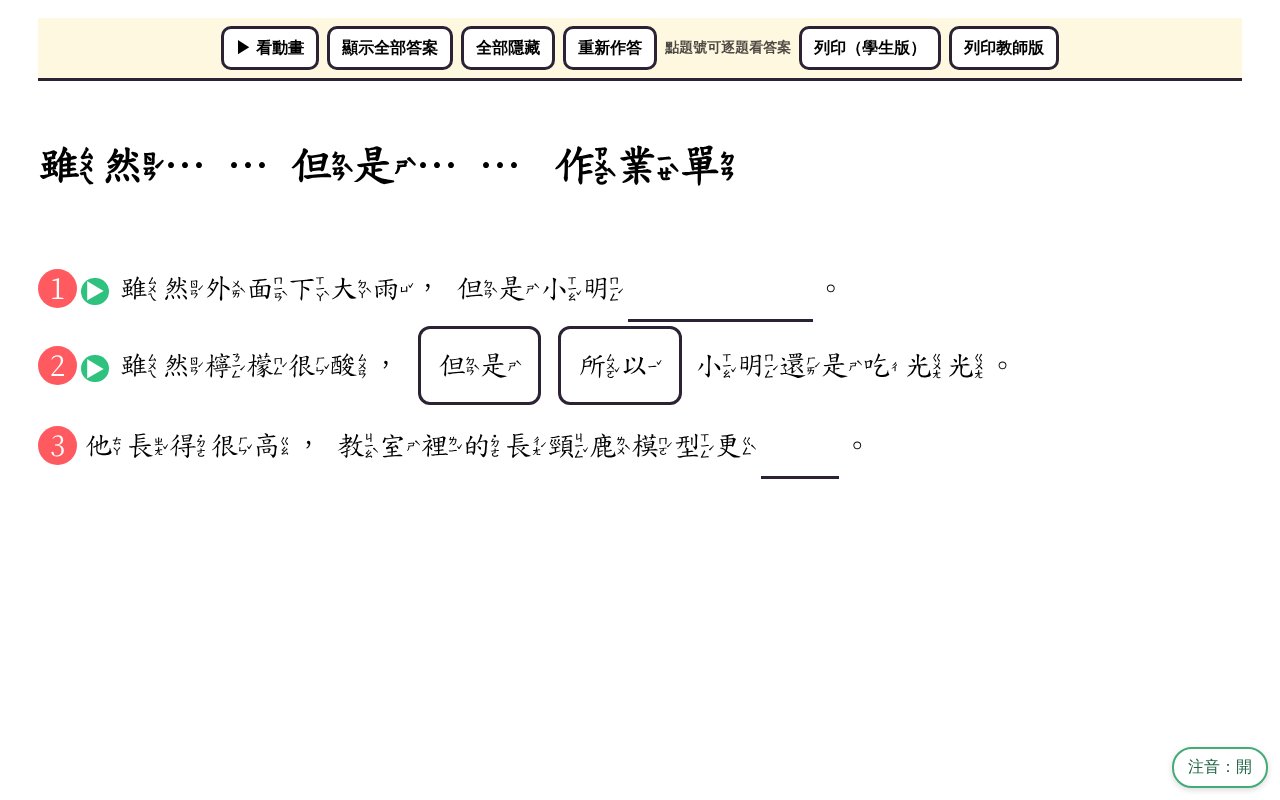 ▶ 看動畫 顯示全部答案 全部隱藏 重新作答 點題號可逐題看答案 列印（學生版） 列印教師版
雖然⋯⋯但是⋯⋯ 作業單
1 雖然外面下大雨，但是小明＿＿＿＿。
2 雖然檸檬很酸， 但是 所以 小明還是吃光光。
3 他長得很高，教室裡的長頸鹿模型更＿＿。
注音：開